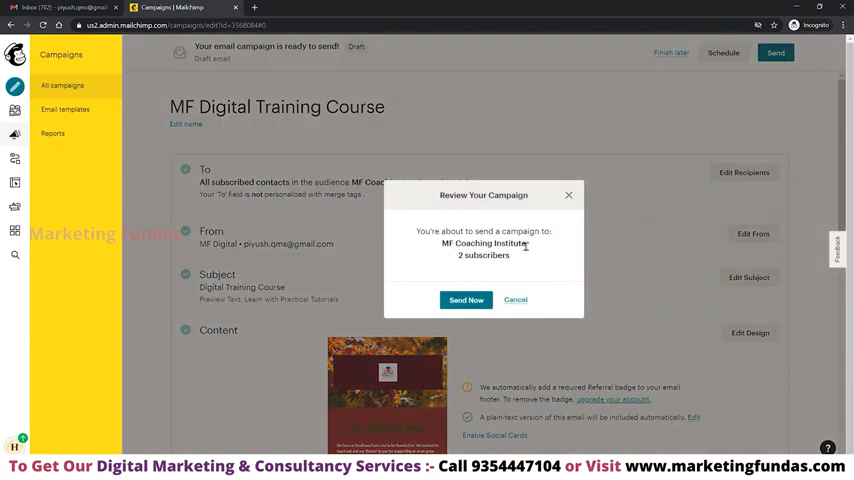 Inbox (702) - piyush.qms@gmail
Campaigns | Mailchimp
us2.admin.mailchimp.com/campaigns/edit?id=3568084#0
Incognito
Campaigns
All campaigns
Email templates
Reports
Your email campaign is ready to send!
Draft
Draft email
Finish later
Schedule
Send
MF Digital Training Course
Edit name
To
All subscribed contacts in the audience MF Coac
Your 'To' field is not personalized with merge tags .
Edit Recipients
From
MF Digital • piyush.qms@gmail.com
Edit From
Subject
Digital Training Course
Preview Text: Learn with Practical Tutorials
Edit Subject
Content
Edit Design
Review Your Campaign
You're about to send a campaign to:
MF Coaching Institute
2 subscribers
Send Now
Cancel
We automatically add a required Referral badge to your email
footer. To remove the badge, upgrade your account.
A plain-text version of this email will be included automatically. Edit
Enable Social Cards
Feedback
Marketing Fundas
H
?
To Get Our Digital Marketing & Consultancy Services :- Call 9354447104 or Visit www.marketingfundas.com